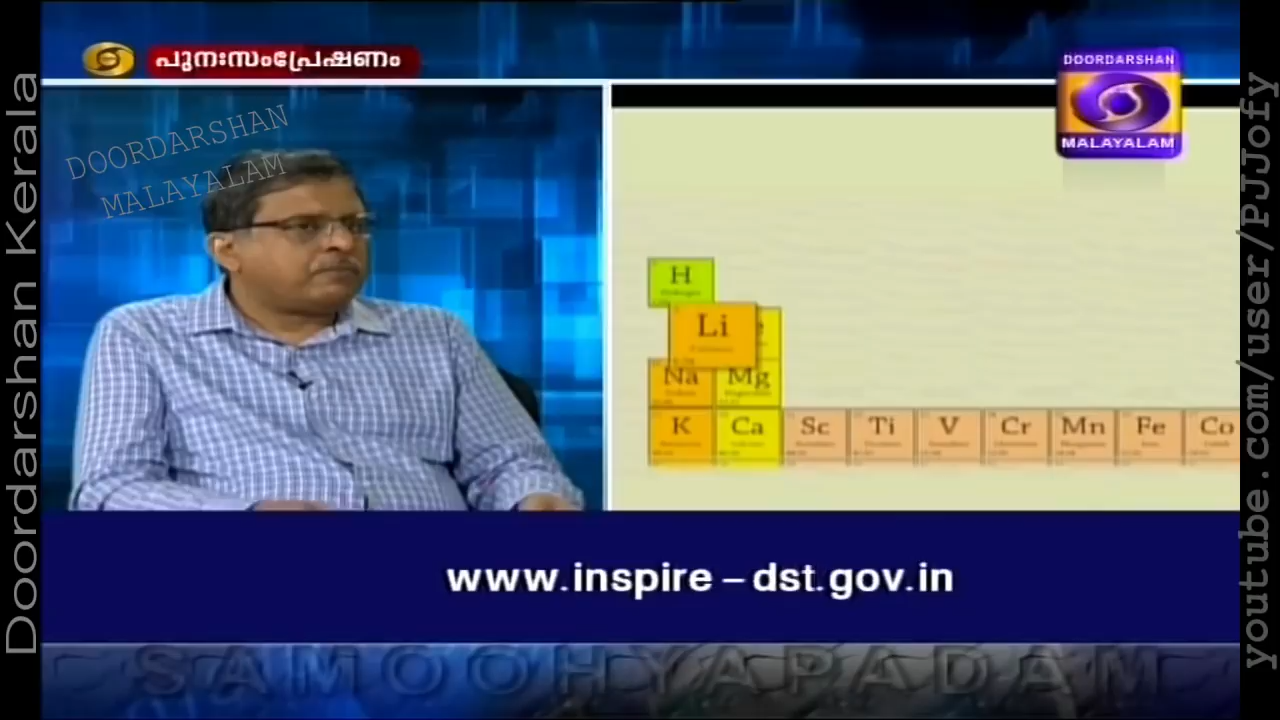 പുനഃസംപ്രേഷണം
DOORDARSHAN
MALAYALAM
DOORDARSHAN
MALAYALAM
Doordarshan Kerala
youtube.com/user/PJJofy
H
Li
Na Mg
K Ca Sc Ti V Cr Mn Fe Co
www.inspire – dst.gov.in
SAMOOHYAPADAM